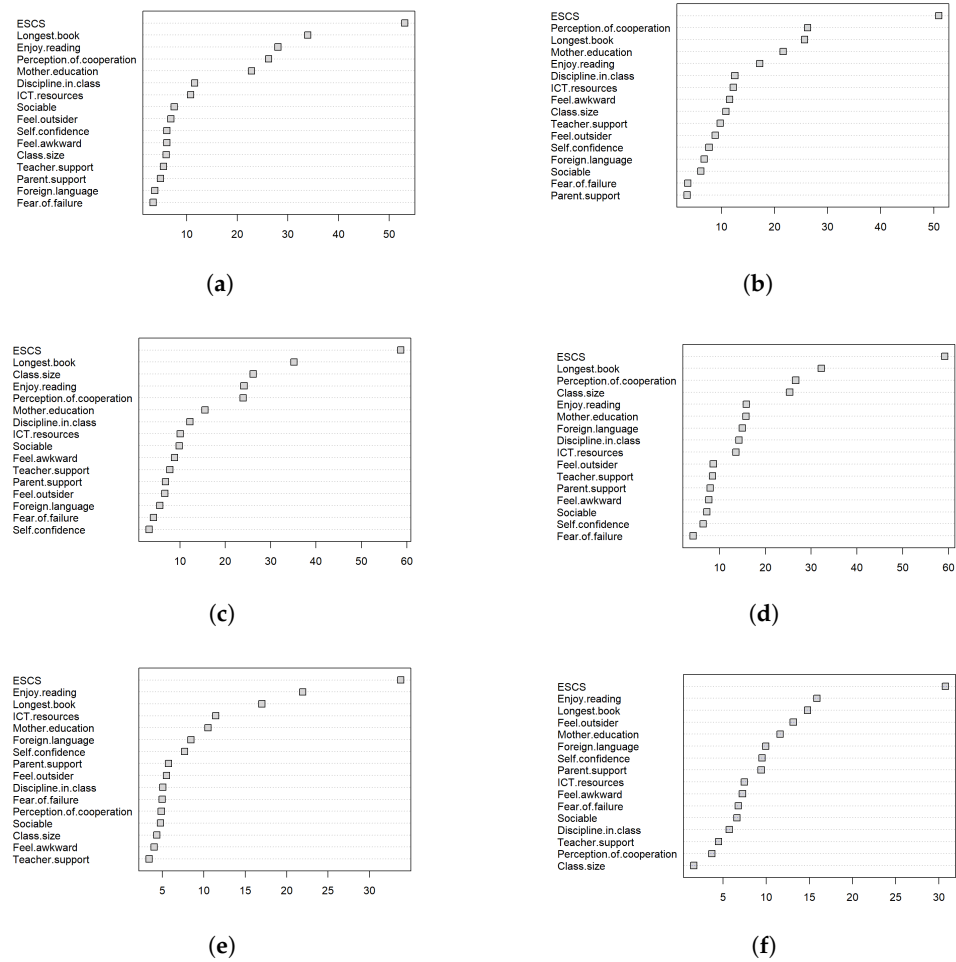 ESCS
Longest.book
Enjoy.reading
Perception.of.cooperation
Mother.education
Discipline.in.class
ICT.resources
Sociable
Feel.outsider
Self.confidence
Feel.awkward
Class.size
Teacher.support
Parent.support
Foreign.language
Fear.of.failure
10 20 30 40 50
(a)
ESCS
Perception.of.cooperation
Longest.book
Mother.education
Enjoy.reading
Discipline.in.class
ICT.resources
Feel.awkward
Class.size
Teacher.support
Feel.outsider
Self.confidence
Foreign.language
Sociable
Fear.of.failure
Parent.support
10 20 30 40 50
(b)
ESCS
Longest.book
Class.size
Enjoy.reading
Perception.of.cooperation
Mother.education
Discipline.in.class
ICT.resources
Sociable
Feel.awkward
Teacher.support
Parent.support
Feel.outsider
Foreign.language
Fear.of.failure
Self.confidence
10 20 30 40 50 60
(c)
ESCS
Longest.book
Perception.of.cooperation
Class.size
Enjoy.reading
Mother.education
Foreign.language
Discipline.in.class
ICT.resources
Feel.outsider
Teacher.support
Parent.support
Feel.awkward
Sociable
Self.confidence
Fear.of.failure
10 20 30 40 50 60
(d)
ESCS
Enjoy.reading
Longest.book
ICT.resources
Mother.education
Foreign.language
Self.confidence
Parent.support
Feel.outsider
Discipline.in.class
Fear.of.failure
Perception.of.cooperation
Sociable
Class.size
Feel.awkward
Teacher.support
5 10 15 20 25 30
(e)
ESCS
Enjoy.reading
Longest.book
Feel.outsider
Mother.education
Foreign.language
Self.confidence
Parent.support
ICT.resources
Feel.awkward
Fear.of.failure
Sociable
Discipline.in.class
Teacher.support
Perception.of.cooperation
Class.size
5 10 15 20 25 30
(f)